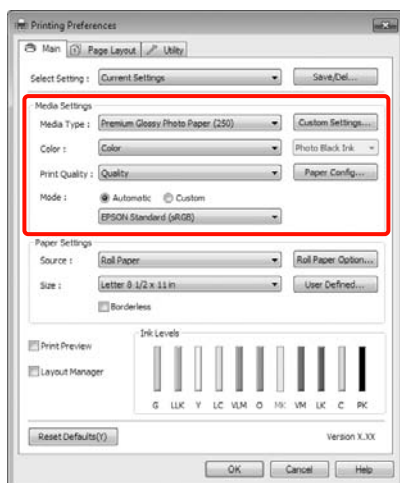 Printing Preferences
Main Page Layout Utility
Select Setting : Current Settings Save/Del...
Media Settings
Media Type : Premium Glossy Photo Paper (250) Custom Settings...
Color : Color Photo Black Ink
Print Quality : Quality Paper Config...
Mode : Automatic Custom
EPSON Standard (sRGB)
Paper Settings
Source : Roll Paper Roll Paper Option...
Size : Letter 8 1/2 x 11 in User Defined...
Borderless
Ink Levels
Print Preview
Layout Manager
G LLK Y LC VLM O MK VM LK C PK
Reset Defaults(Y) Version X.XX
OK Cancel Help